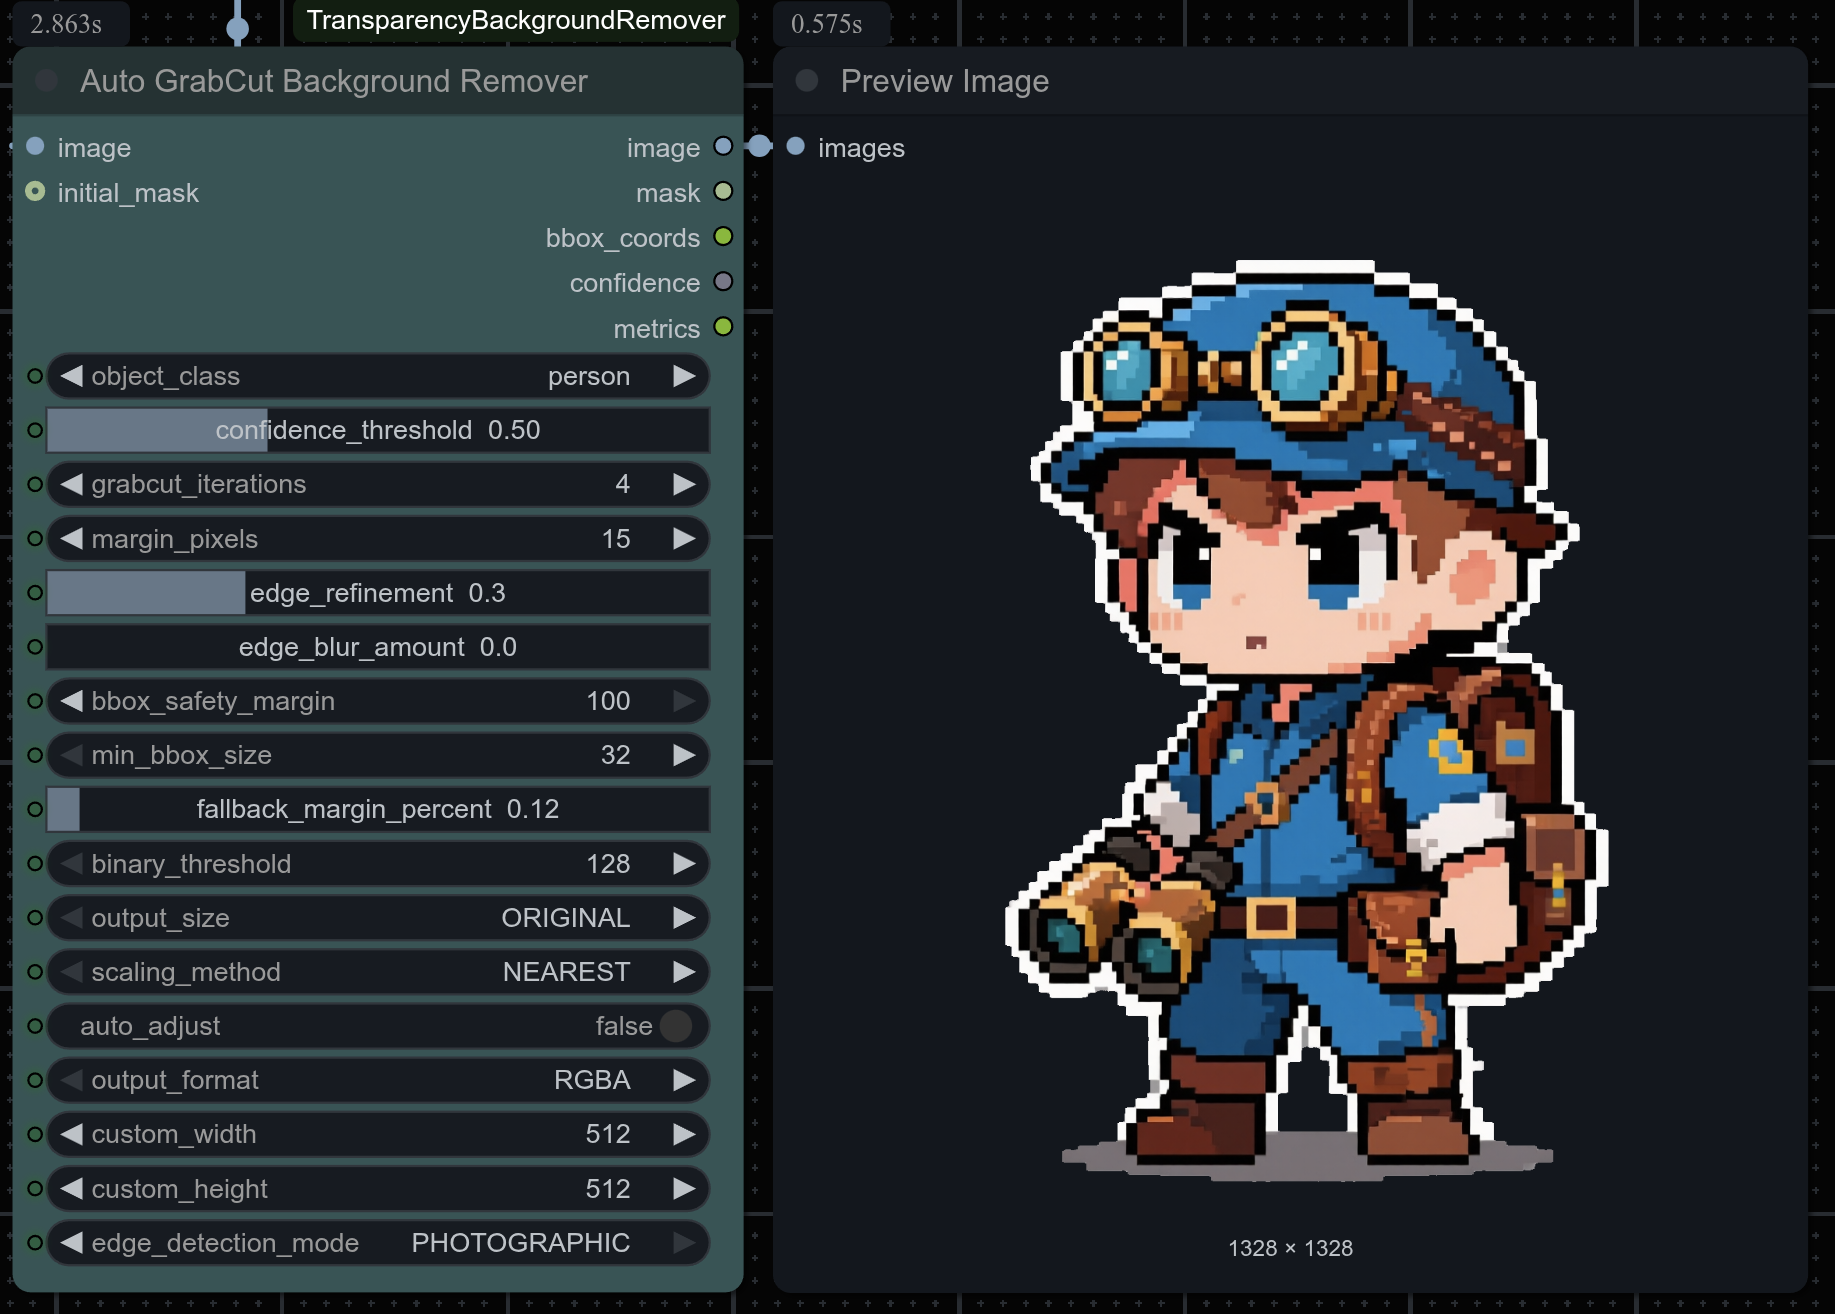 2.863s
TransparencyBackgroundRemover
0.575s
Auto GrabCut Background Remover
Preview Image
image
image
images
initial_mask
mask
bbox_coords
confidence
metrics
object_class person
confidence_threshold 0.50
grabcut_iterations 4
margin_pixels 15
edge_refinement 0.3
edge_blur_amount 0.0
bbox_safety_margin 100
min_bbox_size 32
fallback_margin_percent 0.12
binary_threshold 128
output_size ORIGINAL
scaling_method NEAREST
auto_adjust false
output_format RGBA
custom_width 512
custom_height 512
edge_detection_mode PHOTOGRAPHIC
1328 × 1328